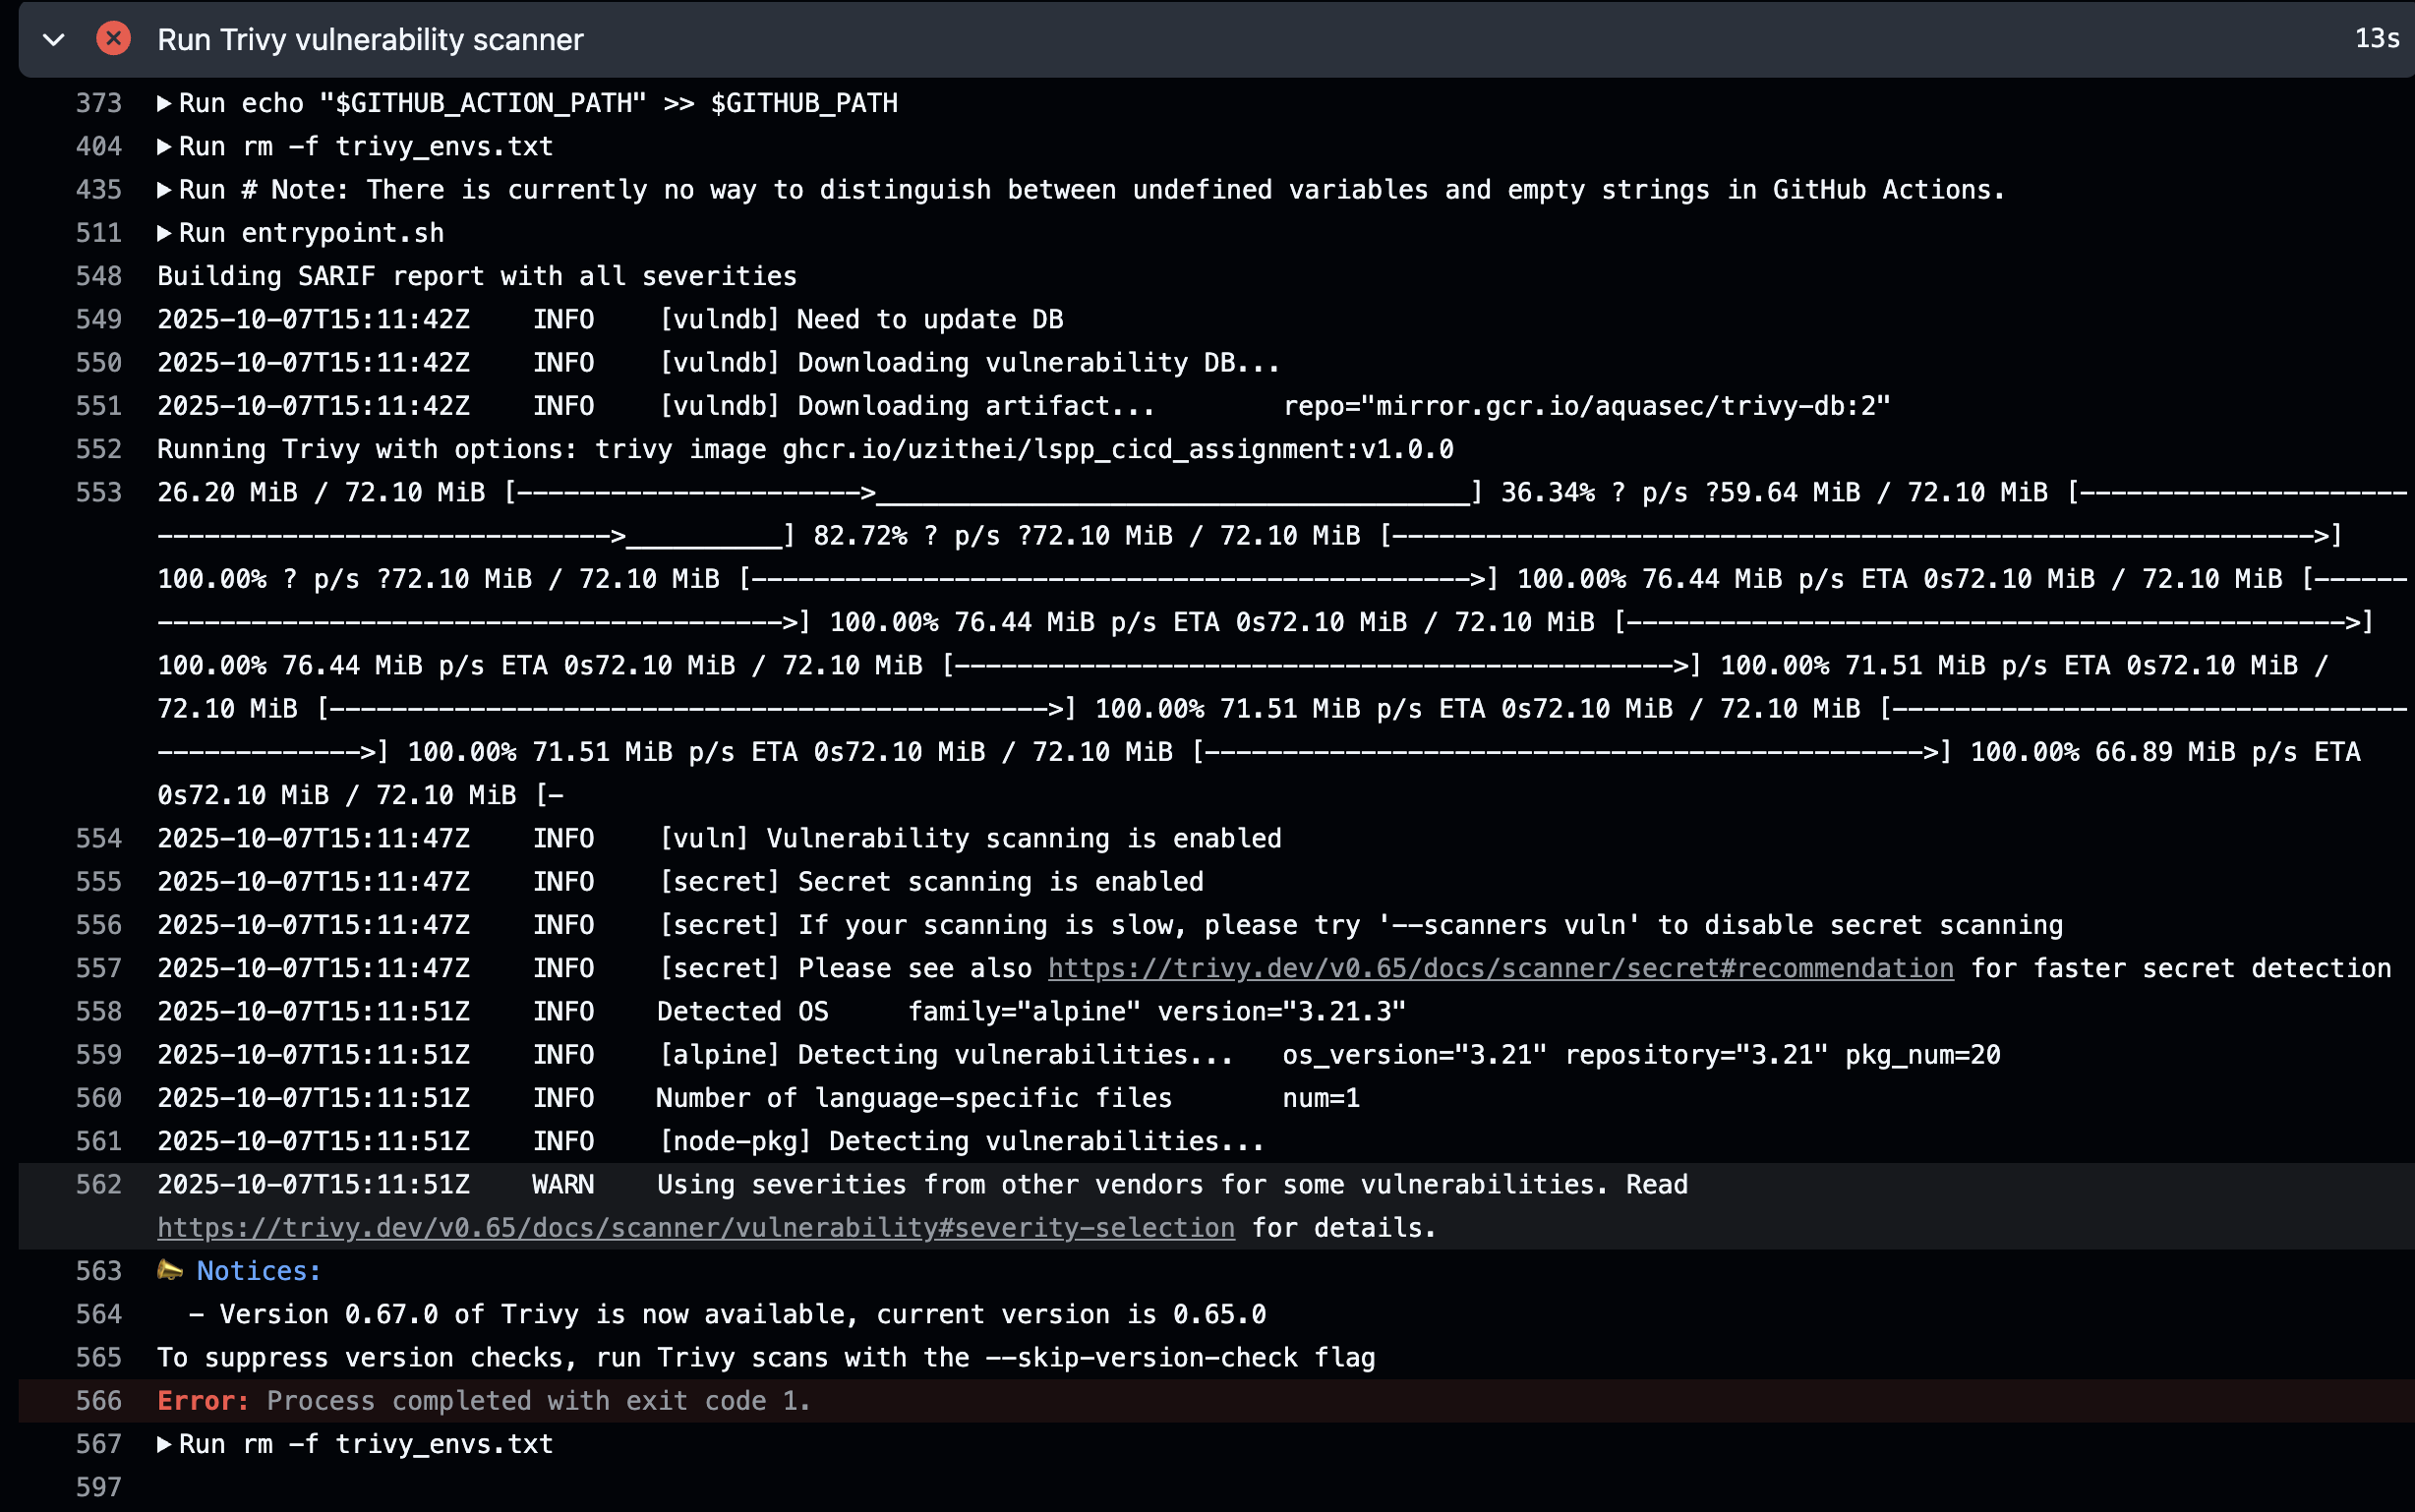 Run Trivy vulnerability scanner 13s
373 Run echo "$GITHUB_ACTION_PATH" >> $GITHUB_PATH
404 Run rm -f trivy_envs.txt
435 Run # Note: There is currently no way to distinguish between undefined variables and empty strings in GitHub Actions.
511 Run entrypoint.sh
548 Building SARIF report with all severities
549 2025-10-07T15:11:42Z INFO [vulndb] Need to update DB
550 2025-10-07T15:11:42Z INFO [vulndb] Downloading vulnerability DB...
551 2025-10-07T15:11:42Z INFO [vulndb] Downloading artifact... repo="mirror.gcr.io/aquasec/trivy-db:2"
552 Running Trivy with options: trivy image ghcr.io/uzithei/lspp_cicd_assignment:v1.0.0
553 26.20 MiB / 72.10 MiB [---------------------->______________________________________] 36.34% ? p/s ?59.64 MiB / 72.10 MiB [---------------------
----------------------------->__________] 82.72% ? p/s ?72.10 MiB / 72.10 MiB [----------------------------------------------------------->]
100.00% ? p/s ?72.10 MiB / 72.10 MiB [---------------------------------------------->] 100.00% 76.44 MiB p/s ETA 0s72.10 MiB / 72.10 MiB [------
---------------------------------------->] 100.00% 76.44 MiB p/s ETA 0s72.10 MiB / 72.10 MiB [---------------------------------------------->]
100.00% 76.44 MiB p/s ETA 0s72.10 MiB / 72.10 MiB [---------------------------------------------->] 100.00% 71.51 MiB p/s ETA 0s72.10 MiB /
72.10 MiB [---------------------------------------------->] 100.00% 71.51 MiB p/s ETA 0s72.10 MiB / 72.10 MiB [---------------------------------
------------->] 100.00% 71.51 MiB p/s ETA 0s72.10 MiB / 72.10 MiB [---------------------------------------------->] 100.00% 66.89 MiB p/s ETA
0s72.10 MiB / 72.10 MiB [-
554 2025-10-07T15:11:47Z INFO [vuln] Vulnerability scanning is enabled
555 2025-10-07T15:11:47Z INFO [secret] Secret scanning is enabled
556 2025-10-07T15:11:47Z INFO [secret] If your scanning is slow, please try '--scanners vuln' to disable secret scanning
557 2025-10-07T15:11:47Z INFO [secret] Please see also https://trivy.dev/v0.65/docs/scanner/secret#recommendation for faster secret detection
558 2025-10-07T15:11:51Z INFO Detected OS family="alpine" version="3.21.3"
559 2025-10-07T15:11:51Z INFO [alpine] Detecting vulnerabilities... os_version="3.21" repository="3.21" pkg_num=20
560 2025-10-07T15:11:51Z INFO Number of language-specific files num=1
561 2025-10-07T15:11:51Z INFO [node-pkg] Detecting vulnerabilities...
562 2025-10-07T15:11:51Z WARN Using severities from other vendors for some vulnerabilities. Read
https://trivy.dev/v0.65/docs/scanner/vulnerability#severity-selection for details.
563 📣 Notices:
564 - Version 0.67.0 of Trivy is now available, current version is 0.65.0
565 To suppress version checks, run Trivy scans with the --skip-version-check flag
566 Error: Process completed with exit code 1.
567 Run rm -f trivy_envs.txt
597